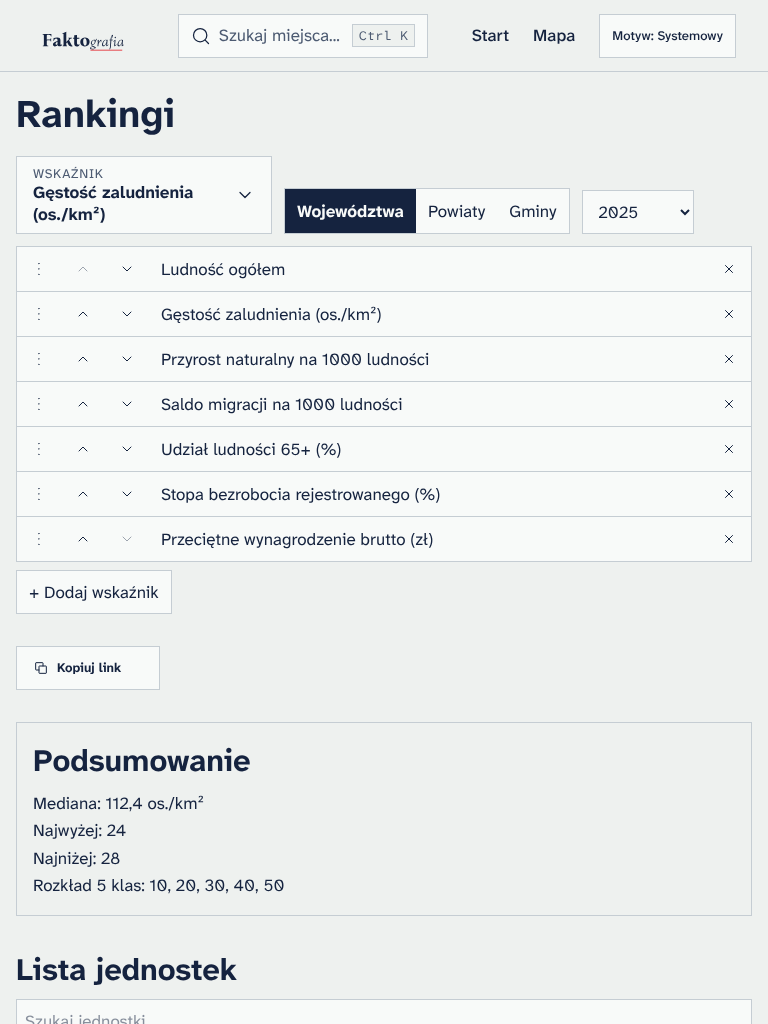 Faktografia
Szukaj miejsca... Ctrl K
Start
Mapa
Motyw: Systemowy
Rankingi
WSKAŹNIK
Gęstość zaludnienia
(os./km²)
Województwa
Powiaty
Gminy
2025
Ludność ogółem
Gęstość zaludnienia (os./km²)
Przyrost naturalny na 1000 ludności
Saldo migracji na 1000 ludności
Udział ludności 65+ (%)
Stopa bezrobocia rejestrowanego (%)
Przeciętne wynagrodzenie brutto (zł)
+ Dodaj wskaźnik
Kopiuj link
Podsumowanie
Mediana: 112,4 os./km²
Najwyżej: 24
Najniżej: 28
Rozkład 5 klas: 10, 20, 30, 40, 50
Lista jednostek
Szukaj jednostki